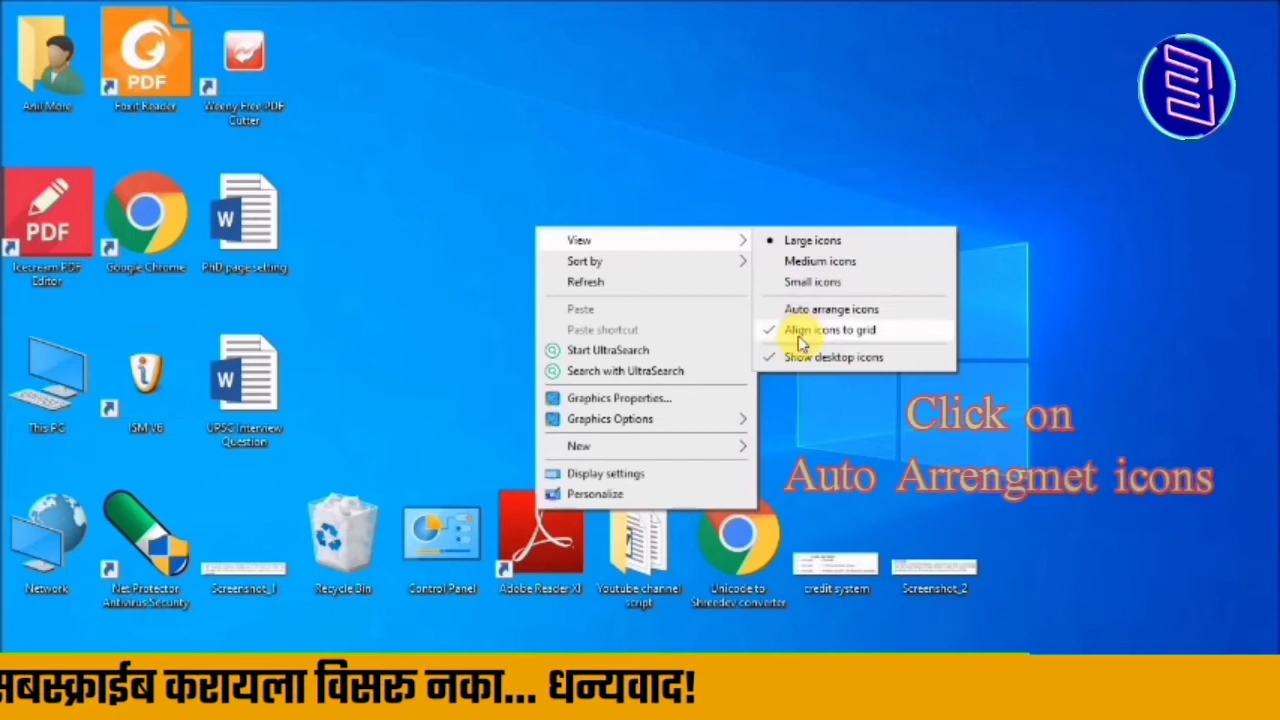 PDF
Anil More
Foxit Reader
Weeny Free PDF
Cutter
PDF
W
Icecream PDF
Editor
Google Chrome
PhD page setting
View
Sort by
Refresh
Paste
Paste shortcut
Start UltraSearch
Search with UltraSearch
Graphics Properties...
Graphics Options
New
Display settings
Personalize
Large icons
Medium icons
Small icons
Auto arrange icons
Align icons to grid
Show desktop icons
Click on
Auto Arrengmet icons
W
This PC
ISM V6
UPSC Interview
Question
Network
Net Protector
Antivirus Security
Screenshot_1
Recycle Bin
Control Panel
Adobe Reader XI
Youtube channel
script
Unicode to
Shreedev converter
credit system
Screenshot_2
सबस्क्राईब करायला विसरू नका... धन्यवाद!